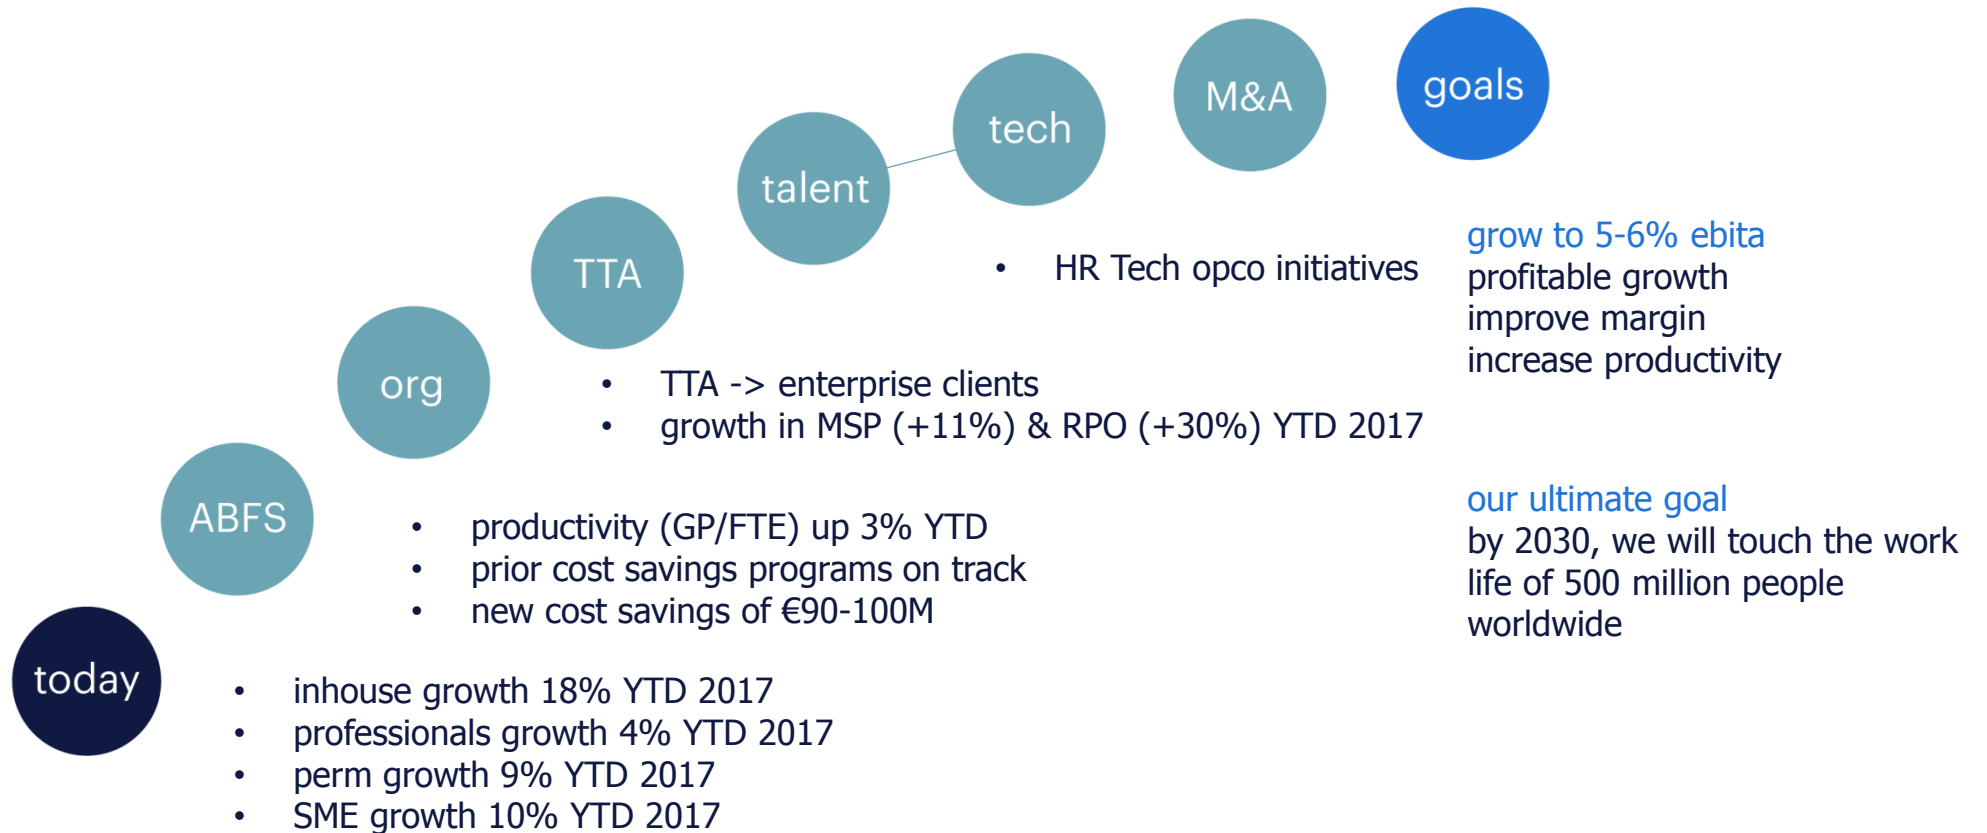 today
ABFS
org
TTA
talent
tech
M&A
goals
• inhouse growth 18% YTD 2017
• professionals growth 4% YTD 2017
• perm growth 9% YTD 2017
• SME growth 10% YTD 2017
• productivity (GP/FTE) up 3% YTD
• prior cost savings programs on track
• new cost savings of €90-100M
• TTA -> enterprise clients
• growth in MSP (+11%) & RPO (+30%) YTD 2017
• HR Tech opco initiatives
grow to 5-6% ebita
profitable growth
improve margin
increase productivity
our ultimate goal
by 2030, we will touch the work
life of 500 million people
worldwide